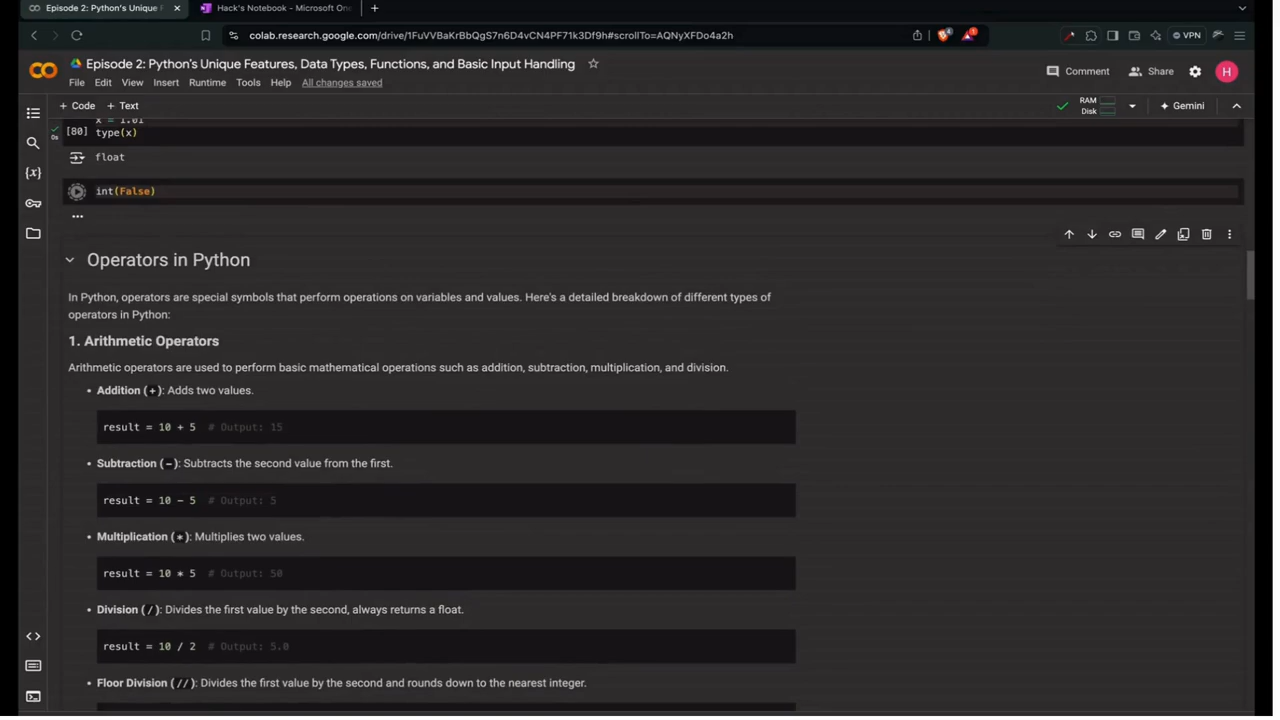 Episode 2: Python's Unique
Hack's Notebook - Microsoft One
colab.research.google.com/drive/1FuVVBaKrBbQgS7n6D4vCN4PF71k3Df9h#scrollTo=AQNyXFDo4a2h
VPN
Episode 2: Python's Unique Features, Data Types, Functions, and Basic Input Handling
Comment Share H
File Edit View Insert Runtime Tools Help All changes saved
+ Code + Text
RAM
Disk
Gemini
x = 1.01
[80] type(x)
0s
float
int(False)
...
Operators in Python
In Python, operators are special symbols that perform operations on variables and values. Here's a detailed breakdown of different types of
operators in Python:
1. Arithmetic Operators
Arithmetic operators are used to perform basic mathematical operations such as addition, subtraction, multiplication, and division.
• Addition (+): Adds two values.
result = 10 + 5 # Output: 15
• Subtraction (-): Subtracts the second value from the first.
result = 10 - 5 # Output: 5
• Multiplication (*): Multiplies two values.
result = 10 * 5 # Output: 50
• Division (/): Divides the first value by the second, always returns a float.
result = 10 / 2 # Output: 5.0
• Floor Division (//): Divides the first value by the second and rounds down to the nearest integer.